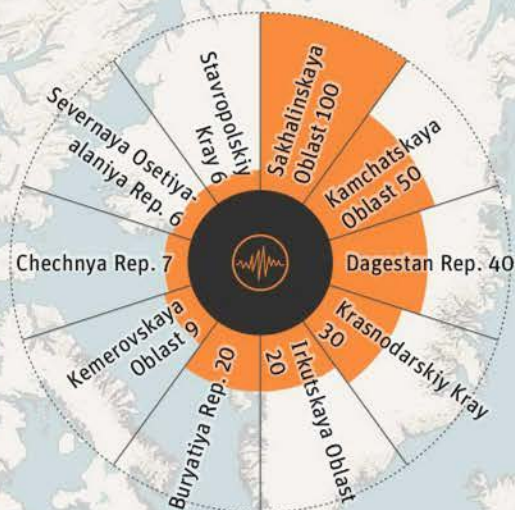 Sakhalinskaya
Oblast 100
Kamchatskaya
Oblast 50
Dagestan Rep. 40
Krasnodarskiy Kray
30
Irkutskaya Oblast
20
Buryatiya Rep. 20
Kemerovskaya
Oblast 9
Chechnya Rep. 7
Severnaya Osetiya-
alaniya Rep. 6
Stavropolskiy
Kray 6